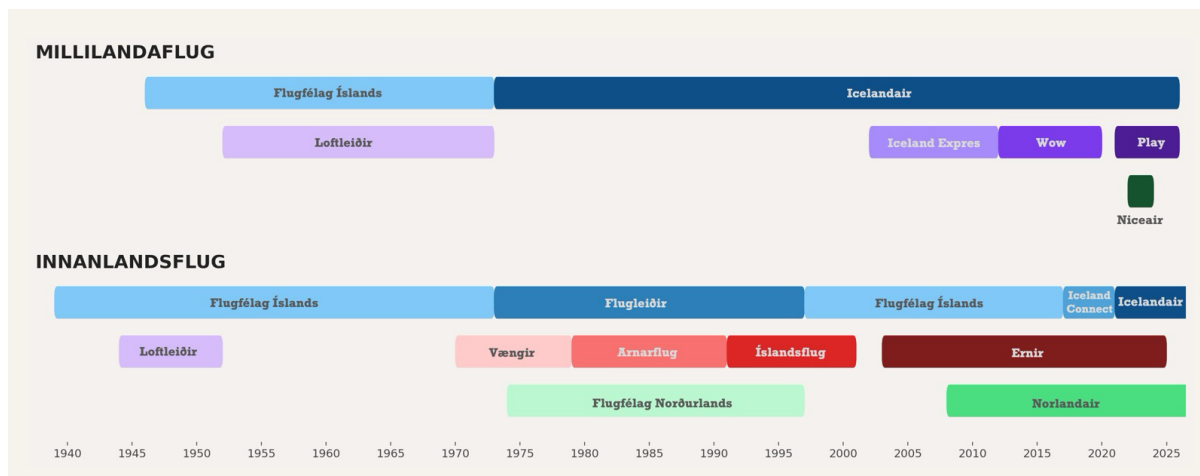 MILLILANDAFLUG
Flugfélag Íslands
Icelandair
Loftleiðir
Iceland Expres
Wow
Play
Niceair
INNANLANDSFLUG
Flugfélag Íslands
Flugleiðir
Flugfélag Íslands
Iceland
Connect
Icelandair
Loftleiðir
Vængir
Arnarflug
Íslandsflug
Ernir
Flugfélag Norðurlands
Norlandair
1940 1945 1950 1955 1960 1965 1970 1975 1980 1985 1990 1995 2000 2005 2010 2015 2020 2025